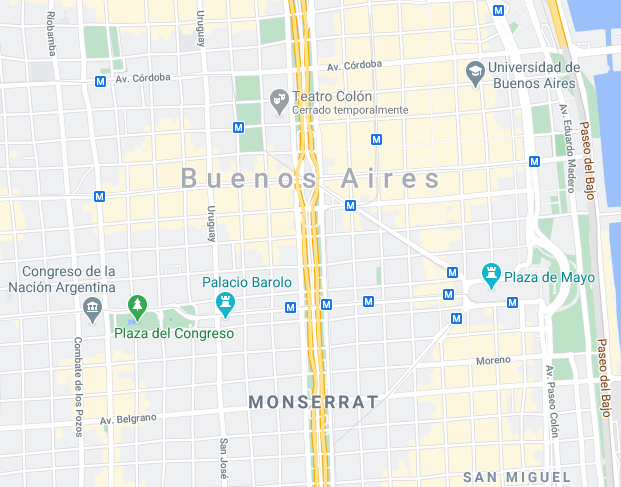 Riobamba
Uruguay
Av. Córdoba
Av. Córdoba
Universidad de
Buenos Aires
Teatro Colón
Cerrado temporalmente
Av. Eduardo Madero
Paseo del Bajo
Buenos Aires
Uruguay
Congreso de la
Nación Argentina
Palacio Barolo
Plaza de Mayo
Plaza del Congreso
M
M
M
M
M
M
M
M
M
M
M
M
M
M
Combate de los Pozos
Moreno
Paseo del Bajo
Av. Paseo Colón
MONSERRAT
Av. Belgrano
San José
SAN MIGUEL